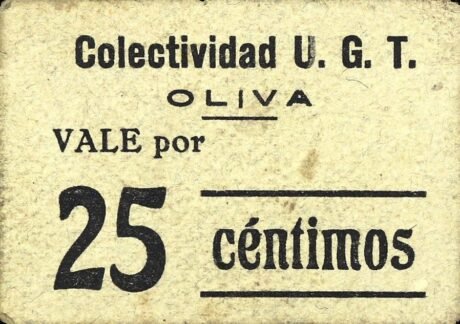 Colectividad U. G. T.
OLIVA
VALE por
25 céntimos